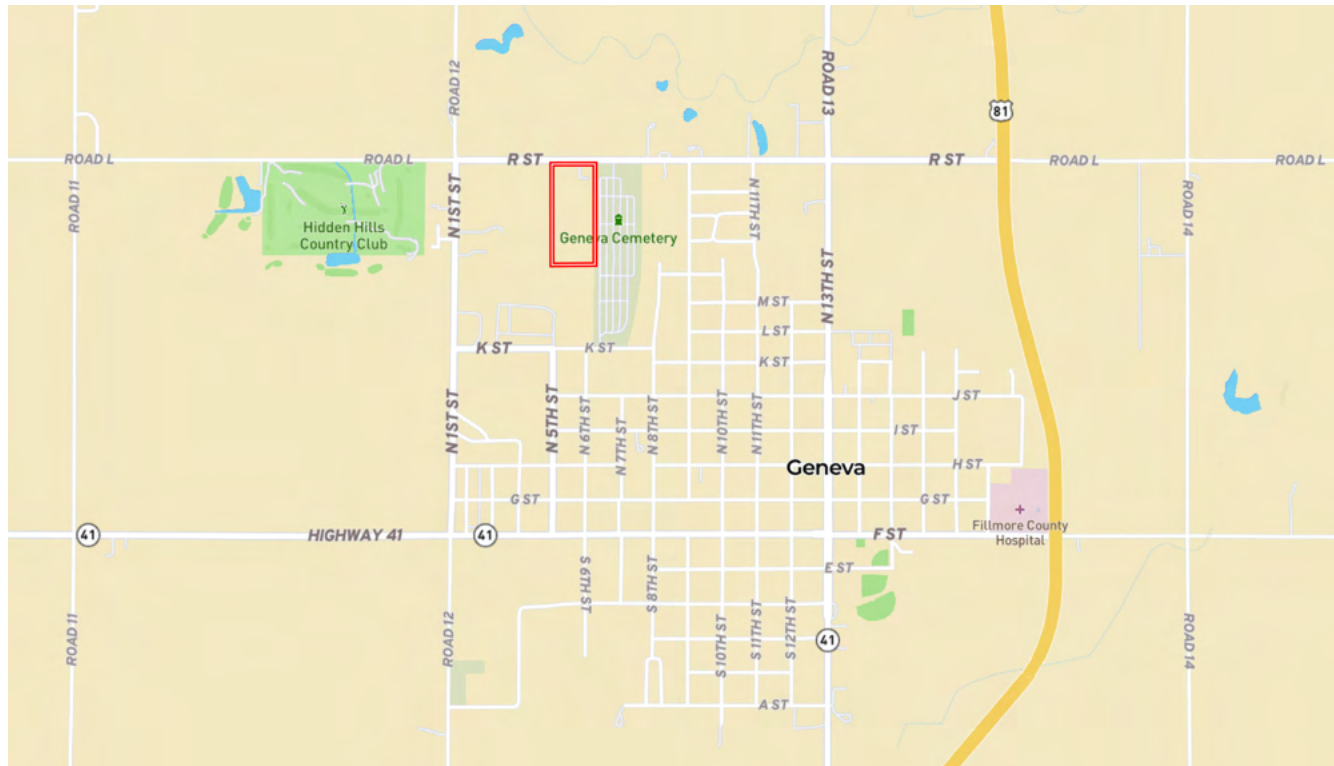 ROAD 12
ROAD 13
81
ROAD L
ROAD L
R ST
R ST
ROAD L
ROAD L
ROAD 11
N 1ST ST
Hidden Hills
Country Club
Geneva Cemetery
N 11TH ST
N 13TH ST
ROAD 14
M ST
L ST
K ST
K ST
K ST
N 1ST ST
N 5TH ST
N 6TH ST
N 7TH ST
N 8TH ST
N 10TH ST
N 11TH ST
J ST
I ST
Geneva
H ST
G ST
G ST
Fillmore County
Hospital
41
HIGHWAY 41
41
F ST
E ST
S 6TH ST
S 8TH ST
S 10TH ST
S 11TH ST
S 12TH ST
41
ROAD 11
ROAD 12
ROAD 14
A ST